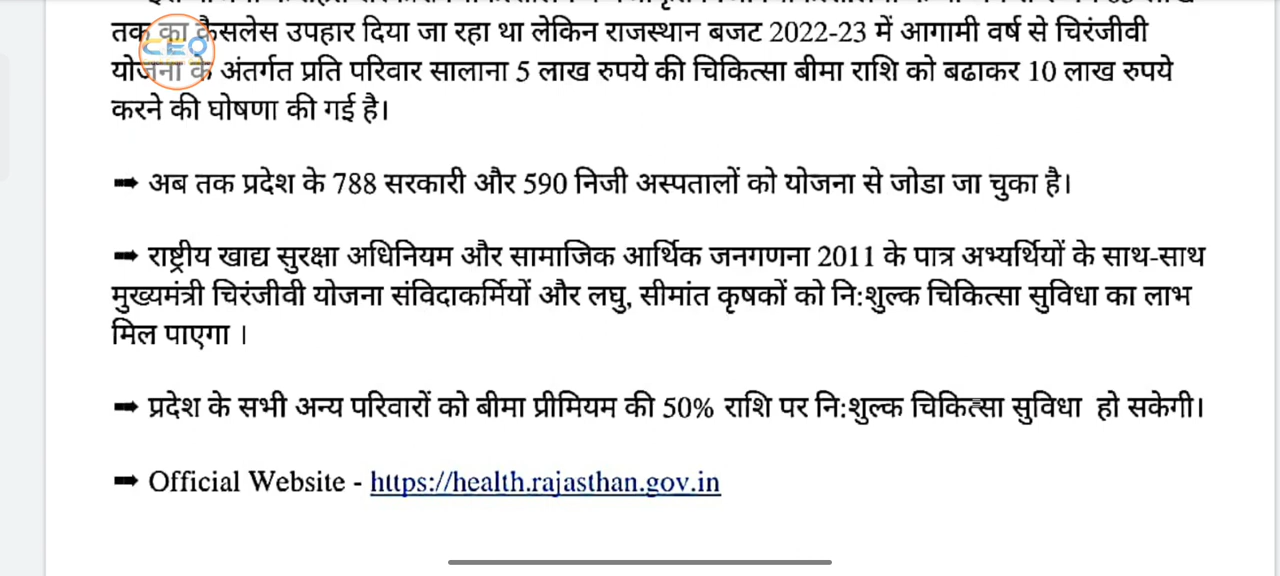 तक का कैसलेस उपहार दिया जा रहा था लेकिन राजस्थान बजट 2022-23 में आगामी वर्ष से चिरंजीवी
योजना के अंतर्गत प्रति परिवार सालाना 5 लाख रुपये की चिकित्सा बीमा राशि को बढाकर 10 लाख रुपये
करने की घोषणा की गई है।
➡ अब तक प्रदेश के 788 सरकारी और 590 निजी अस्पतालों को योजना से जोडा जा चुका है।
➡ राष्ट्रीय खाद्य सुरक्षा अधिनियम और सामाजिक आर्थिक जनगणना 2011 के पात्र अभ्यर्थियों के साथ-साथ
मुख्यमंत्री चिरंजीवी योजना संविदाकर्मियों और लघु, सीमांत कृषकों को नि:शुल्क चिकित्सा सुविधा का लाभ
मिल पाएगा ।
➡ प्रदेश के सभी अन्य परिवारों को बीमा प्रीमियम की 50% राशि पर नि:शुल्क चिकित्सा सुविधा हो सकेगी।
➡ Official Website - https://health.rajasthan.gov.in